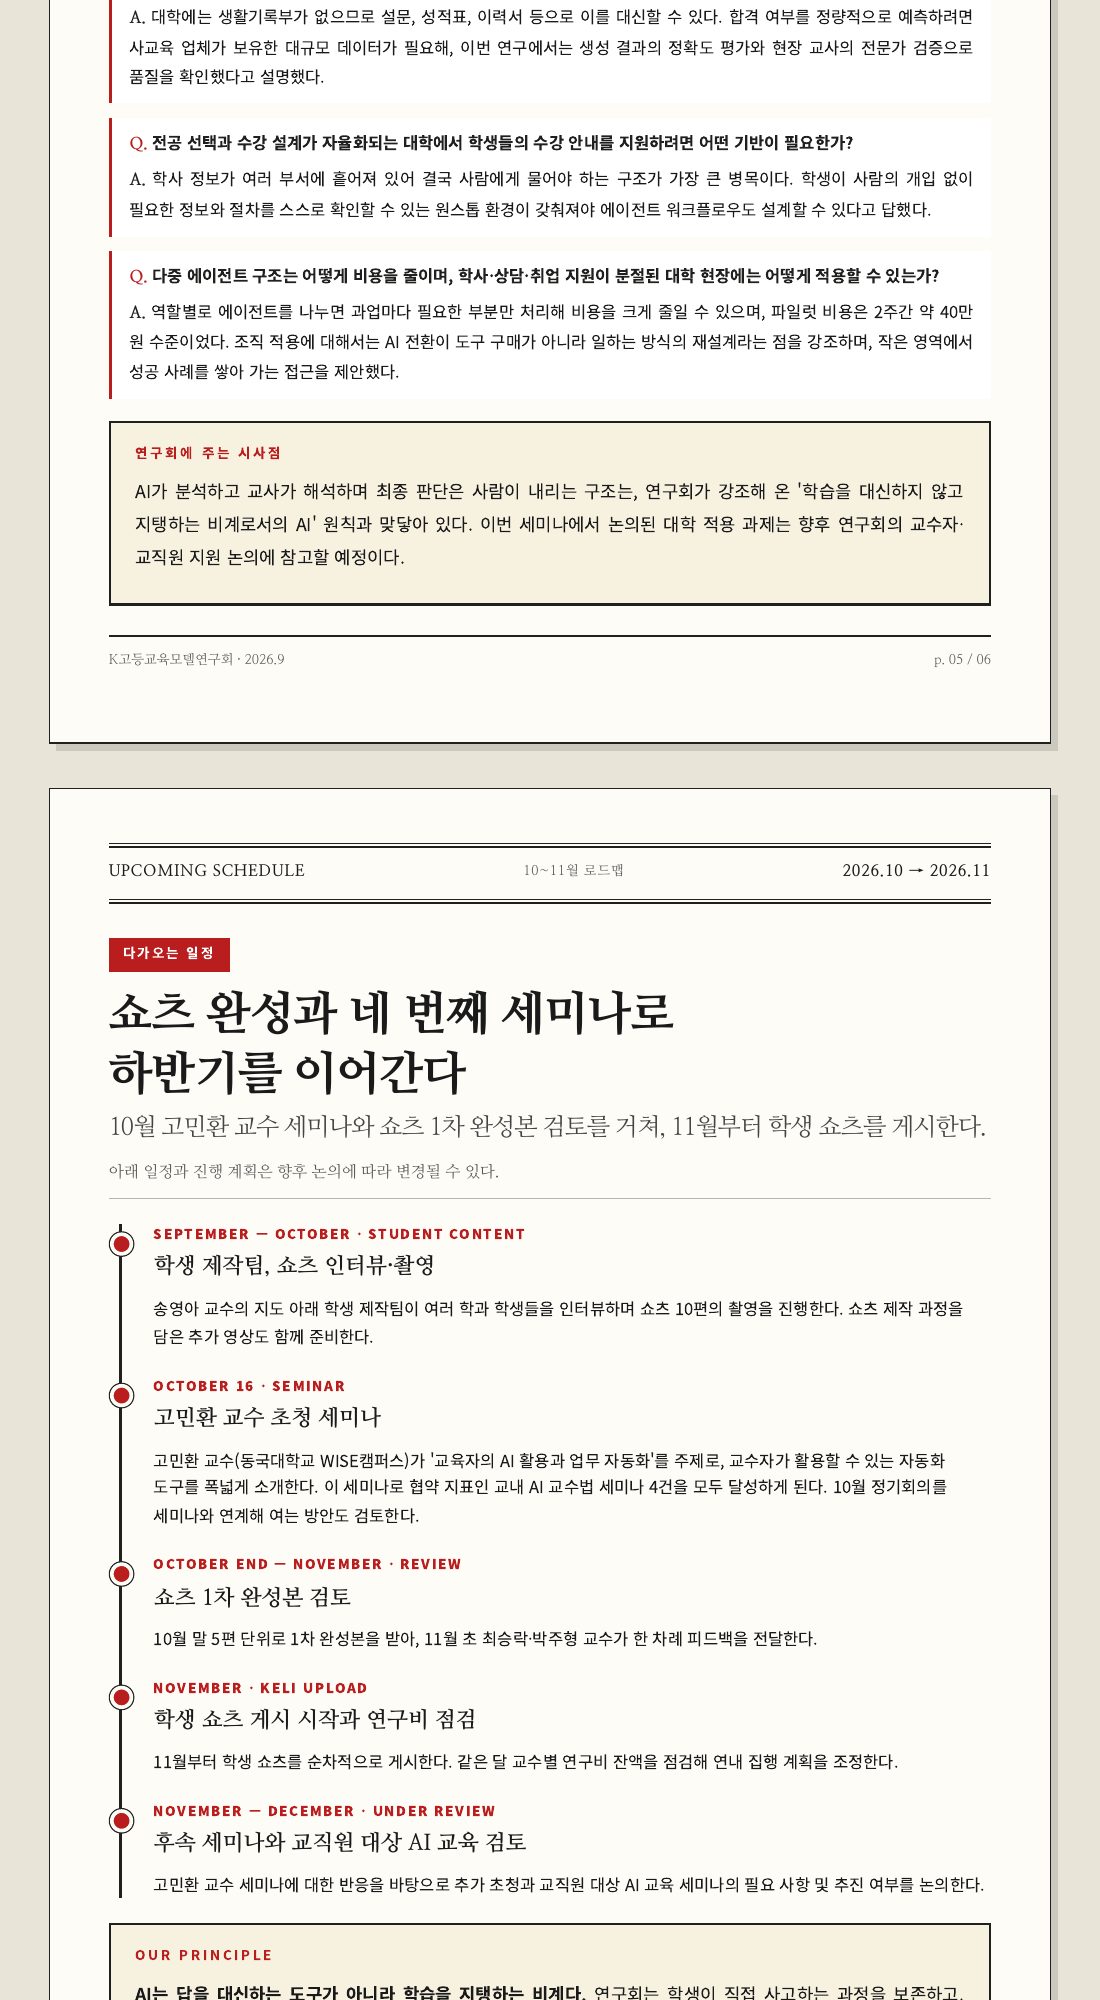 A. 대학에는 생활기록부가 없으므로 설문, 성적표, 이력서 등으로 이를 대신할 수 있다. 합격 여부를 정량적으로 예측하려면
사교육 업체가 보유한 대규모 데이터가 필요해, 이번 연구에서는 생성 결과의 정확도 평가와 현장 교사의 전문가 검증으로
품질을 확인했다고 설명했다.
Q. 전공 선택과 수강 설계가 자율화되는 대학에서 학생들의 수강 안내를 지원하려면 어떤 기반이 필요한가?
A. 학사 정보가 여러 부서에 흩어져 있어 결국 사람에게 물어야 하는 구조가 가장 큰 병목이다. 학생이 사람의 개입 없이
필요한 정보와 절차를 스스로 확인할 수 있는 원스톱 환경이 갖춰져야 에이전트 워크플로우도 설계할 수 있다고 답했다.
Q. 다중 에이전트 구조는 어떻게 비용을 줄이며, 학사·상담·취업 지원이 분절된 대학 현장에는 어떻게 적용할 수 있는가?
A. 역할별로 에이전트를 나누면 과업마다 필요한 부분만 처리해 비용을 크게 줄일 수 있으며, 파일럿 비용은 2주간 약 40만
원 수준이었다. 조직 적용에 대해서는 AI 전환이 도구 구매가 아니라 일하는 방식의 재설계라는 점을 강조하며, 작은 영역에서
성공 사례를 쌓아 가는 접근을 제안했다.
연구회에 주는 시사점
AI가 분석하고 교사가 해석하며 최종 판단은 사람이 내리는 구조는, 연구회가 강조해 온 '학습을 대신하지 않고
지탱하는 비계로서의 AI' 원칙과 맞닿아 있다. 이번 세미나에서 논의된 대학 적용 과제는 향후 연구회의 교수자·
교직원 지원 논의에 참고할 예정이다.
K고등교육모델연구회 · 2026.9
p. 05 / 06
UPCOMING SCHEDULE
10~11월 로드맵
2026.10 → 2026.11
다가오는 일정
쇼츠 완성과 네 번째 세미나로
하반기를 이어간다
10월 고민환 교수 세미나와 쇼츠 1차 완성본 검토를 거쳐, 11월부터 학생 쇼츠를 게시한다.
아래 일정과 진행 계획은 향후 논의에 따라 변경될 수 있다.
SEPTEMBER — OCTOBER · STUDENT CONTENT
학생 제작팀, 쇼츠 인터뷰·촬영
송영아 교수의 지도 아래 학생 제작팀이 여러 학과 학생들을 인터뷰하며 쇼츠 10편의 촬영을 진행한다. 쇼츠 제작 과정을
담은 추가 영상도 함께 준비한다.
OCTOBER 16 · SEMINAR
고민환 교수 초청 세미나
고민환 교수(동국대학교 WISE캠퍼스)가 '교육자의 AI 활용과 업무 자동화'를 주제로, 교수자가 활용할 수 있는 자동화
도구를 폭넓게 소개한다. 이 세미나로 협약 지표인 교내 AI 교수법 세미나 4건을 모두 달성하게 된다. 10월 정기회의를
세미나와 연계해 여는 방안도 검토한다.
OCTOBER END — NOVEMBER · REVIEW
쇼츠 1차 완성본 검토
10월 말 5편 단위로 1차 완성본을 받아, 11월 초 최승락·박주형 교수가 한 차례 피드백을 전달한다.
NOVEMBER · KELI UPLOAD
학생 쇼츠 게시 시작과 연구비 점검
11월부터 학생 쇼츠를 순차적으로 게시한다. 같은 달 교수별 연구비 잔액을 점검해 연내 집행 계획을 조정한다.
NOVEMBER — DECEMBER · UNDER REVIEW
후속 세미나와 교직원 대상 AI 교육 검토
고민환 교수 세미나에 대한 반응을 바탕으로 추가 초청과 교직원 대상 AI 교육 세미나의 필요 사항 및 추진 여부를 논의한다.
OUR PRINCIPLE
AI는 답을 대신하는 도구가 아니라 학습을 지탱하는 비계다. 연구회는 학생이 직접 사고하는 과정을 보존하고,